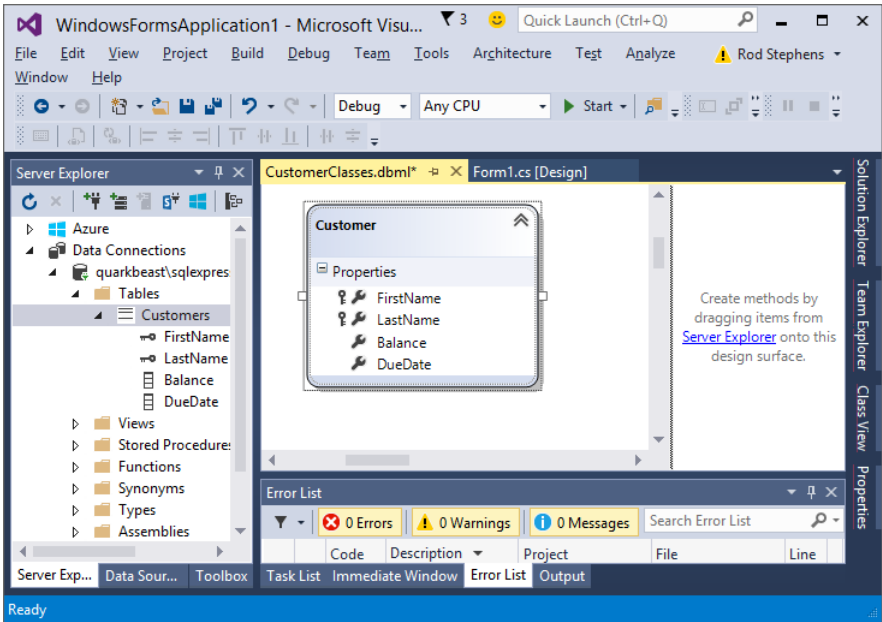 WindowsFormsApplication1 - Microsoft Visu... 3 Quick Launch (Ctrl+Q)
File Edit View Project Build Debug Team Tools Architecture Test Analyze Rod Stephens
Window Help
Debug Any CPU Start
Server Explorer
CustomerClasses.dbml* Form1.cs [Design]
Azure
Data Connections
quarkbeast\sqlexpres
Tables
Customers
FirstName
LastName
Balance
DueDate
Views
Stored Procedures
Functions
Synonyms
Types
Assemblies
Server Exp... Data Sour... Toolbox
Customer
Properties
FirstName
LastName
Balance
DueDate
Create methods by
dragging items from
Server Explorer onto this
design surface.
Solution Explorer
Team Explorer
Class View
Properties
Error List
0 Errors 0 Warnings 0 Messages Search Error List
Code Description Project File Line
Task List Immediate Window Error List Output
Ready